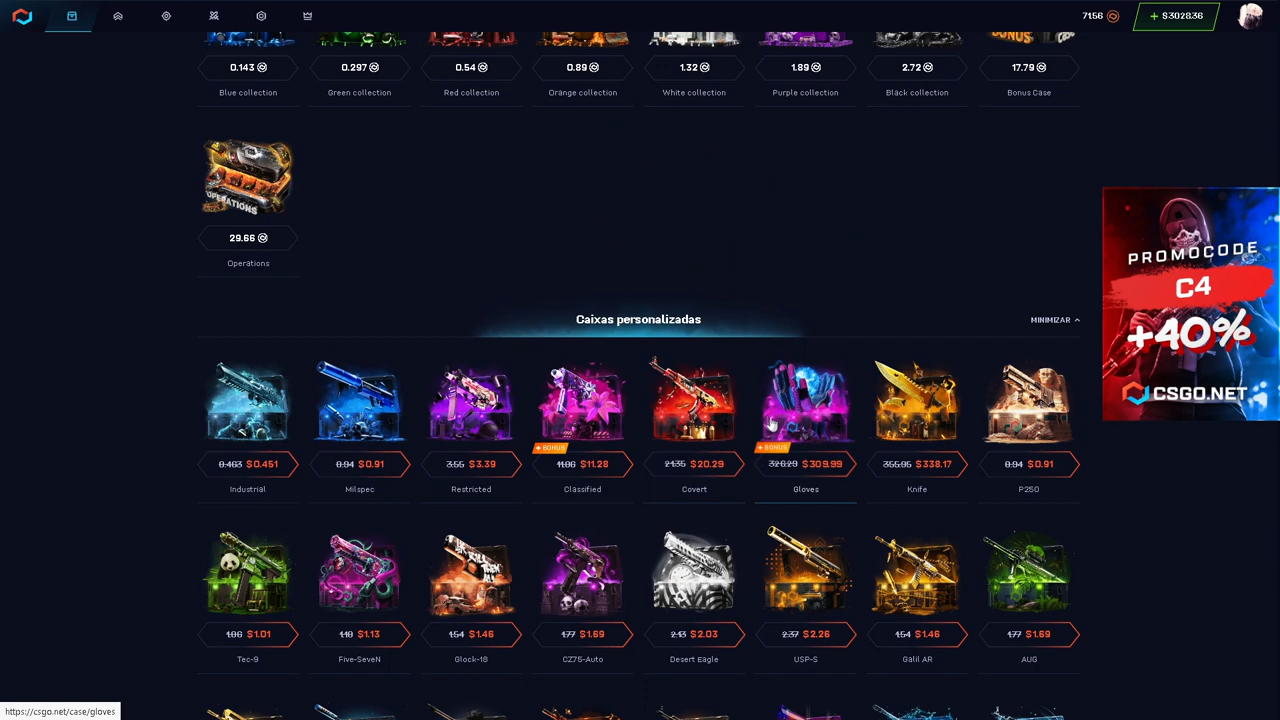 7156 $3028.36
0.143 0.297 0.54 0.89 1.32 1.89 2.72 17.79
Blue collection Green collection Red collection Orange collection White collection Purple collection Black collection Bonus Case
OPERATIONS
29.66
Operations
PROMOCODE
C4
+40%
CSGO.NET
Caixas personalizadas MINIMIZAR
+ BONUS + BONUS
0.463 $0.451 0.94 $0.91 3.55 $3.39 11.86 $11.28 21.35 $20.29 326.29 $309.99 355.95 $338.17 0.94 $0.91
Industrial Milspec Restricted Classified Covert Gloves Knife P250
1.06 $1.01 1.18 $1.13 1.54 $1.46 1.77 $1.69 2.13 $2.03 2.37 $2.26 1.54 $1.46 1.77 $1.69
Tec-9 Five-SeveN Glock-18 CZ75-Auto Desert Eagle USP-S Galil AR AUG
https://csgo.net/case/gloves